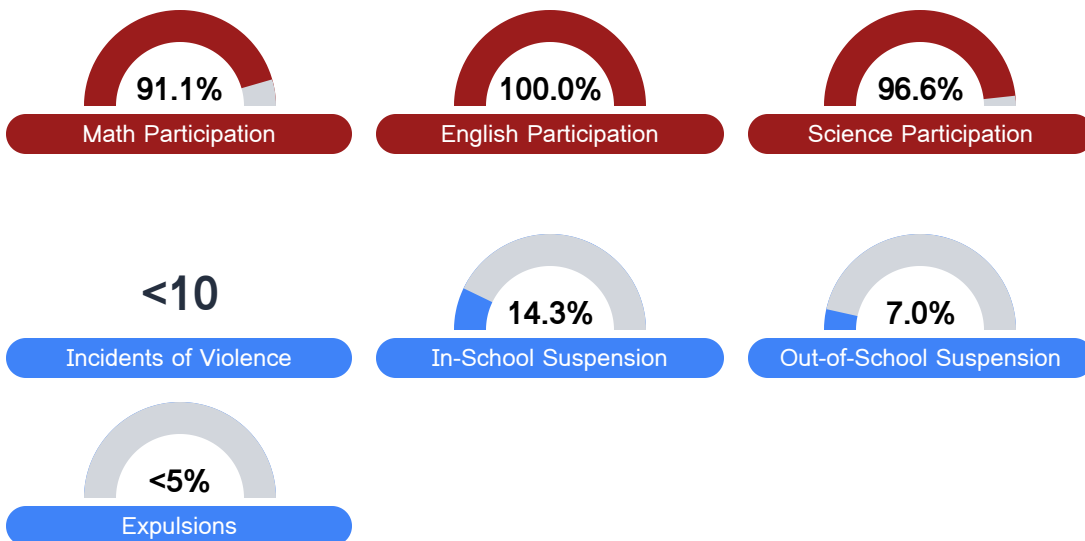 91.1%
Math Participation
100.0%
English Participation
96.6%
Science Participation
<10
Incidents of Violence
14.3%
In-School Suspension
7.0%
Out-of-School Suspension
<5%
Expulsions